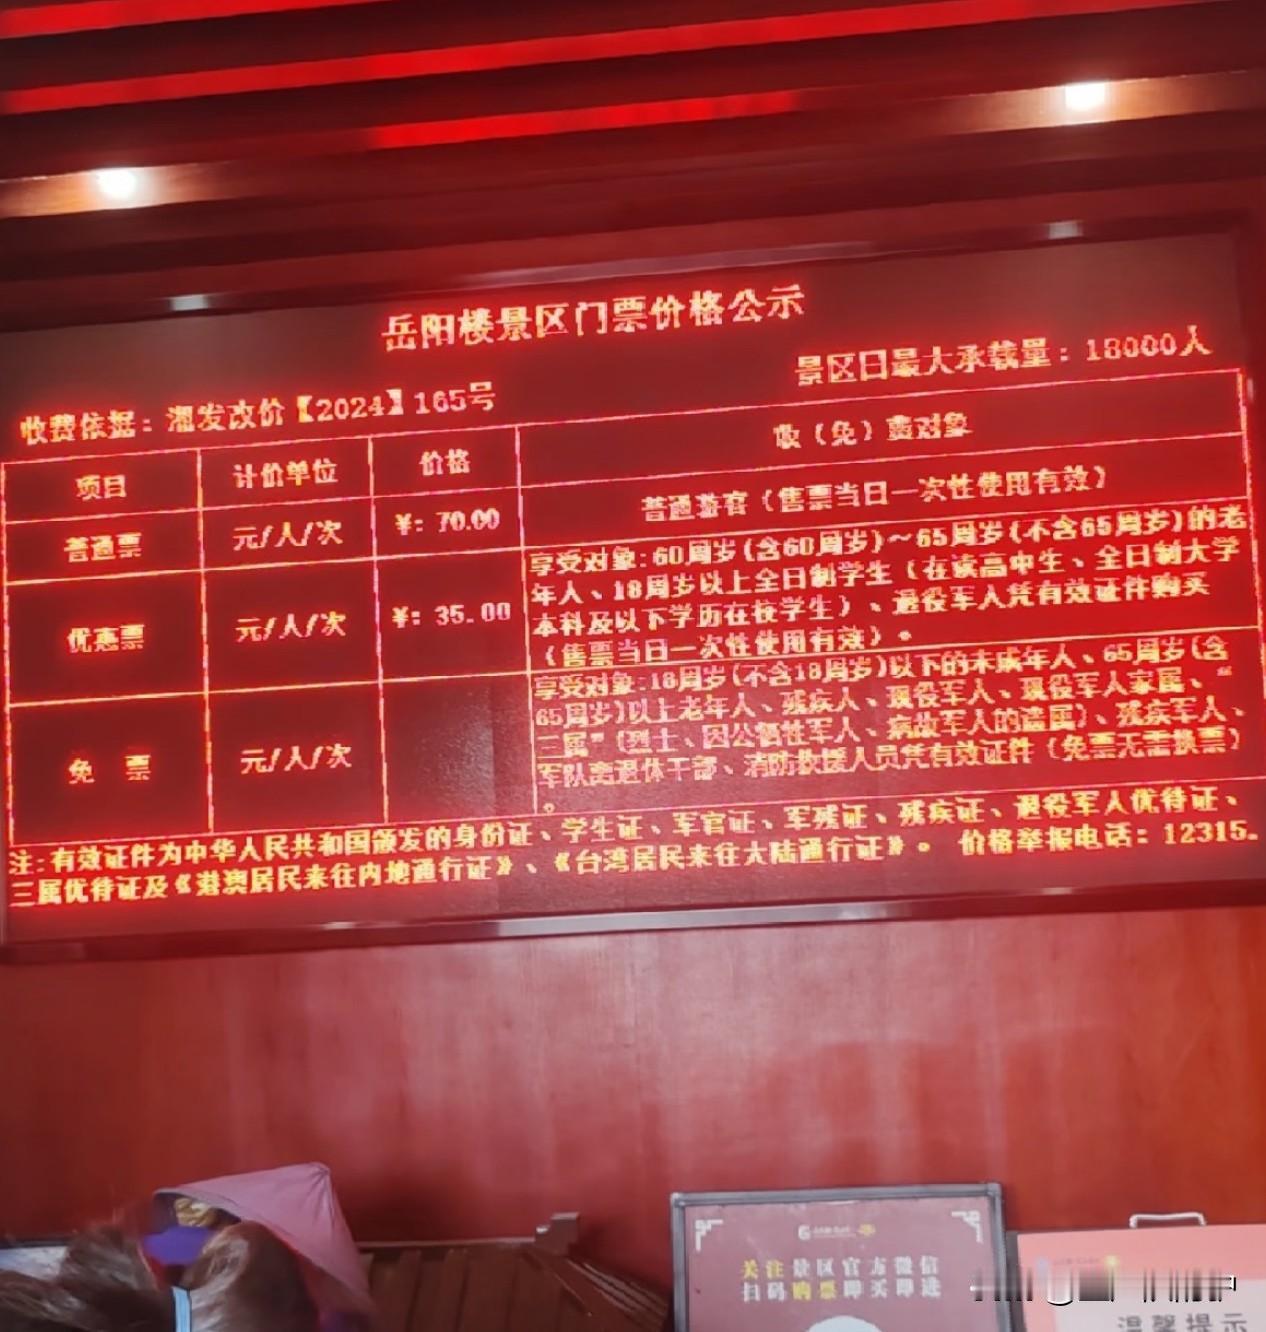 岳阳楼景区门票价格公示
景区日最大承载量：18000人
收费依据：湘发改价【2024】165号
项目 计价单位 价格 收（免）费对象
普通票 元/人/次 ¥：70.00 普通游客（售票当日一次性使用有效）
优惠票 元/人/次 ¥：35.00
享受对象：60周岁（含60周岁）～65周岁（不含65周岁）的老
年人、18周岁以上全日制学生（在读高中生、全日制大学
本科及以下学历在校学生）、退役军人凭有效证件购买
（售票当日一次性使用有效）。
免 票 元/人/次
享受对象：18周岁（不含18周岁）以下的未成年人、65周岁（含
65周岁）以上老年人、残疾人、现役军人、现役军人家属、“
三属”（烈士、因公牺牲军人、病故军人的遗属）、残疾军人、
军队离退休干部、消防救援人员凭有效证件（免票无需换票）
。
注：有效证件为中华人民共和国颁发的身份证、学生证、军官证、军残证、残疾证、退役军人优待证、
三属优待证及《港澳居民来往内地通行证》、《台湾居民来往大陆通行证》。 价格举报电话：12315。
关注景区官方微信
扫码购票即买即进
温馨提示